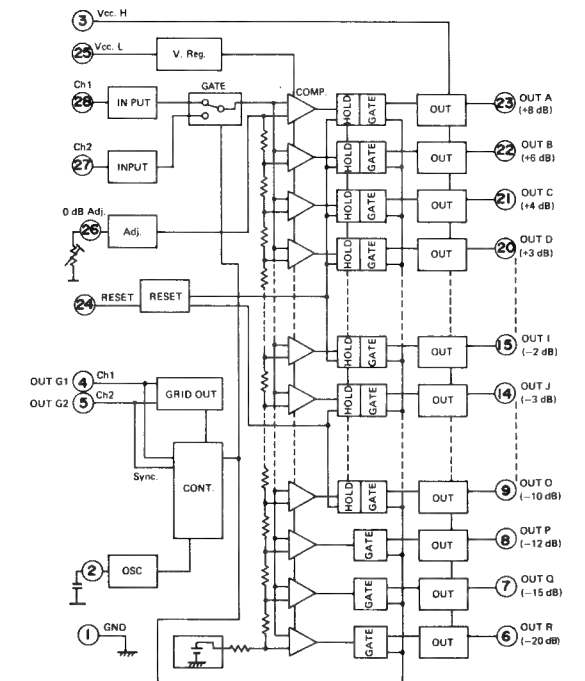 3 Vcc. H
25 Vcc. L
V. Reg.
Ch1
28
INPUT
GATE
COMP.
HOLD GATE OUT 23 OUT A
(+8 dB)
Ch2
27
INPUT
HOLD GATE OUT 22 OUT B
(+6 dB)
HOLD GATE OUT 21 OUT C
(+4 dB)
0 dB Adj.
26
Adj.
HOLD GATE OUT 20 OUT D
(+3 dB)
24 RESET
RESET
HOLD GATE OUT 15 OUT I
(−2 dB)
OUT G1 4 Ch1
OUT G2 5 Ch2
GRID OUT
HOLD GATE OUT 14 OUT J
(−3 dB)
Sync.
CONT.
HOLD GATE OUT 9 OUT O
(−10 dB)
GATE OUT 8 OUT P
(−12 dB)
2
OSC
GATE OUT 7 OUT Q
(−15 dB)
1 GND
GATE OUT 6 OUT R
(−20 dB)